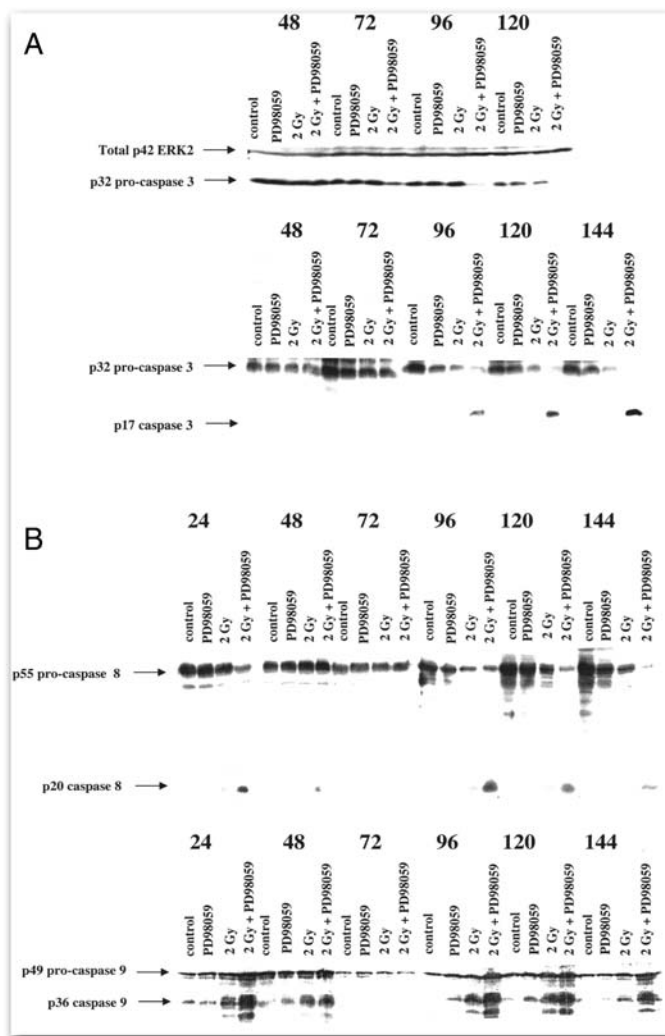 A
48 72 96 120
control PD98059 2 Gy 2 Gy + PD98059 control PD98059 2 Gy 2 Gy + PD98059 control PD98059 2 Gy 2 Gy + PD98059 control PD98059 2 Gy 2 Gy + PD98059
Total p42 ERK2
p32 pro-caspase 3
48 72 96 120 144
control PD98059 2 Gy 2 Gy + PD98059 control PD98059 2 Gy 2 Gy + PD98059 control PD98059 2 Gy 2 Gy + PD98059 control PD98059 2 Gy 2 Gy + PD98059 control PD98059 2 Gy 2 Gy + PD98059
p32 pro-caspase 3
p17 caspase 3
B
24 48 72 96 120 144
control PD98059 2 Gy 2 Gy + PD98059 control PD98059 2 Gy 2 Gy + PD98059 control PD98059 2 Gy 2 Gy + PD98059 control PD98059 2 Gy 2 Gy + PD98059 control PD98059 2 Gy 2 Gy + PD98059 control PD98059 2 Gy 2 Gy + PD98059
p55 pro-caspase 8
p20 caspase 8
24 48 72 96 120 144
control PD98059 2 Gy 2 Gy + PD98059 control PD98059 2 Gy 2 Gy + PD98059 control PD98059 2 Gy 2 Gy + PD98059 control PD98059 2 Gy 2 Gy + PD98059 control PD98059 2 Gy 2 Gy + PD98059 control PD98059 2 Gy 2 Gy + PD98059
p49 pro-caspase 9
p36 caspase 9